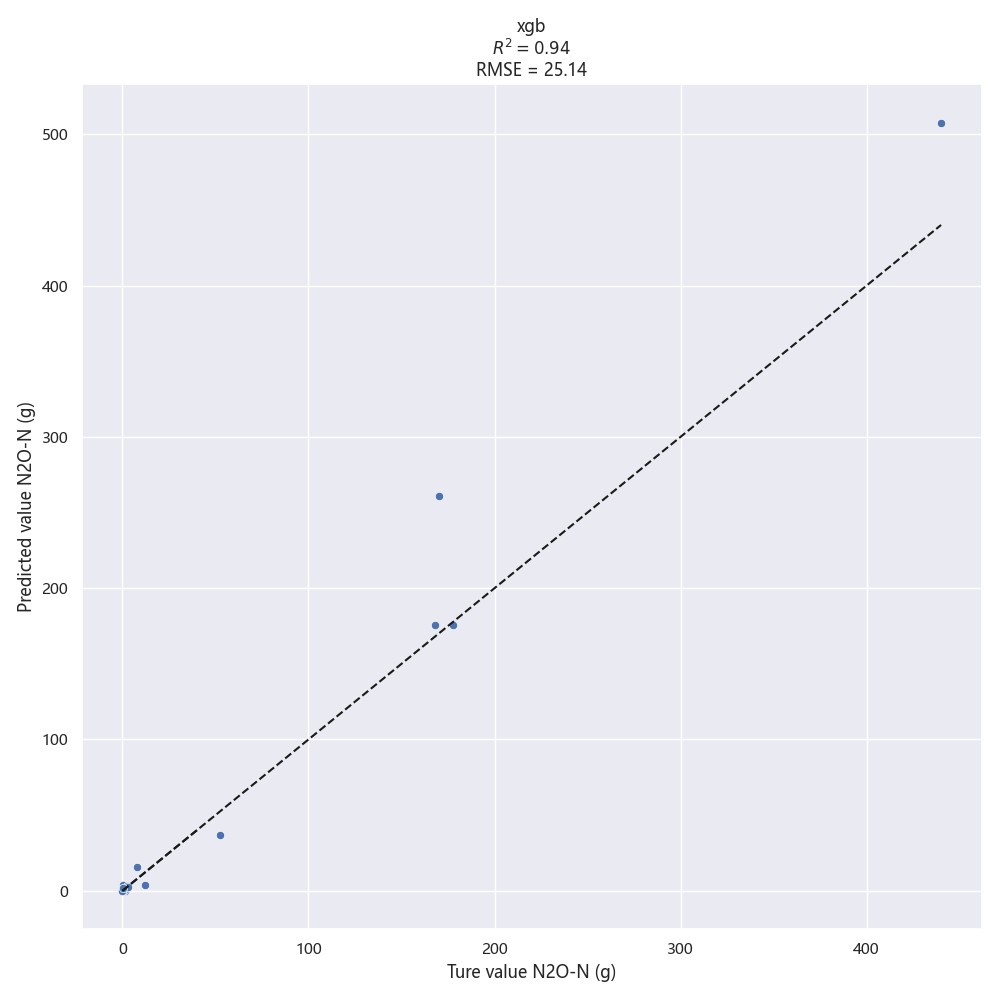 xgb
R² = 0.94
RMSE = 25.14
500
400
300
200
100
0
Predicted value N2O-N (g)
0 100 200 300 400
Ture value N2O-N (g)